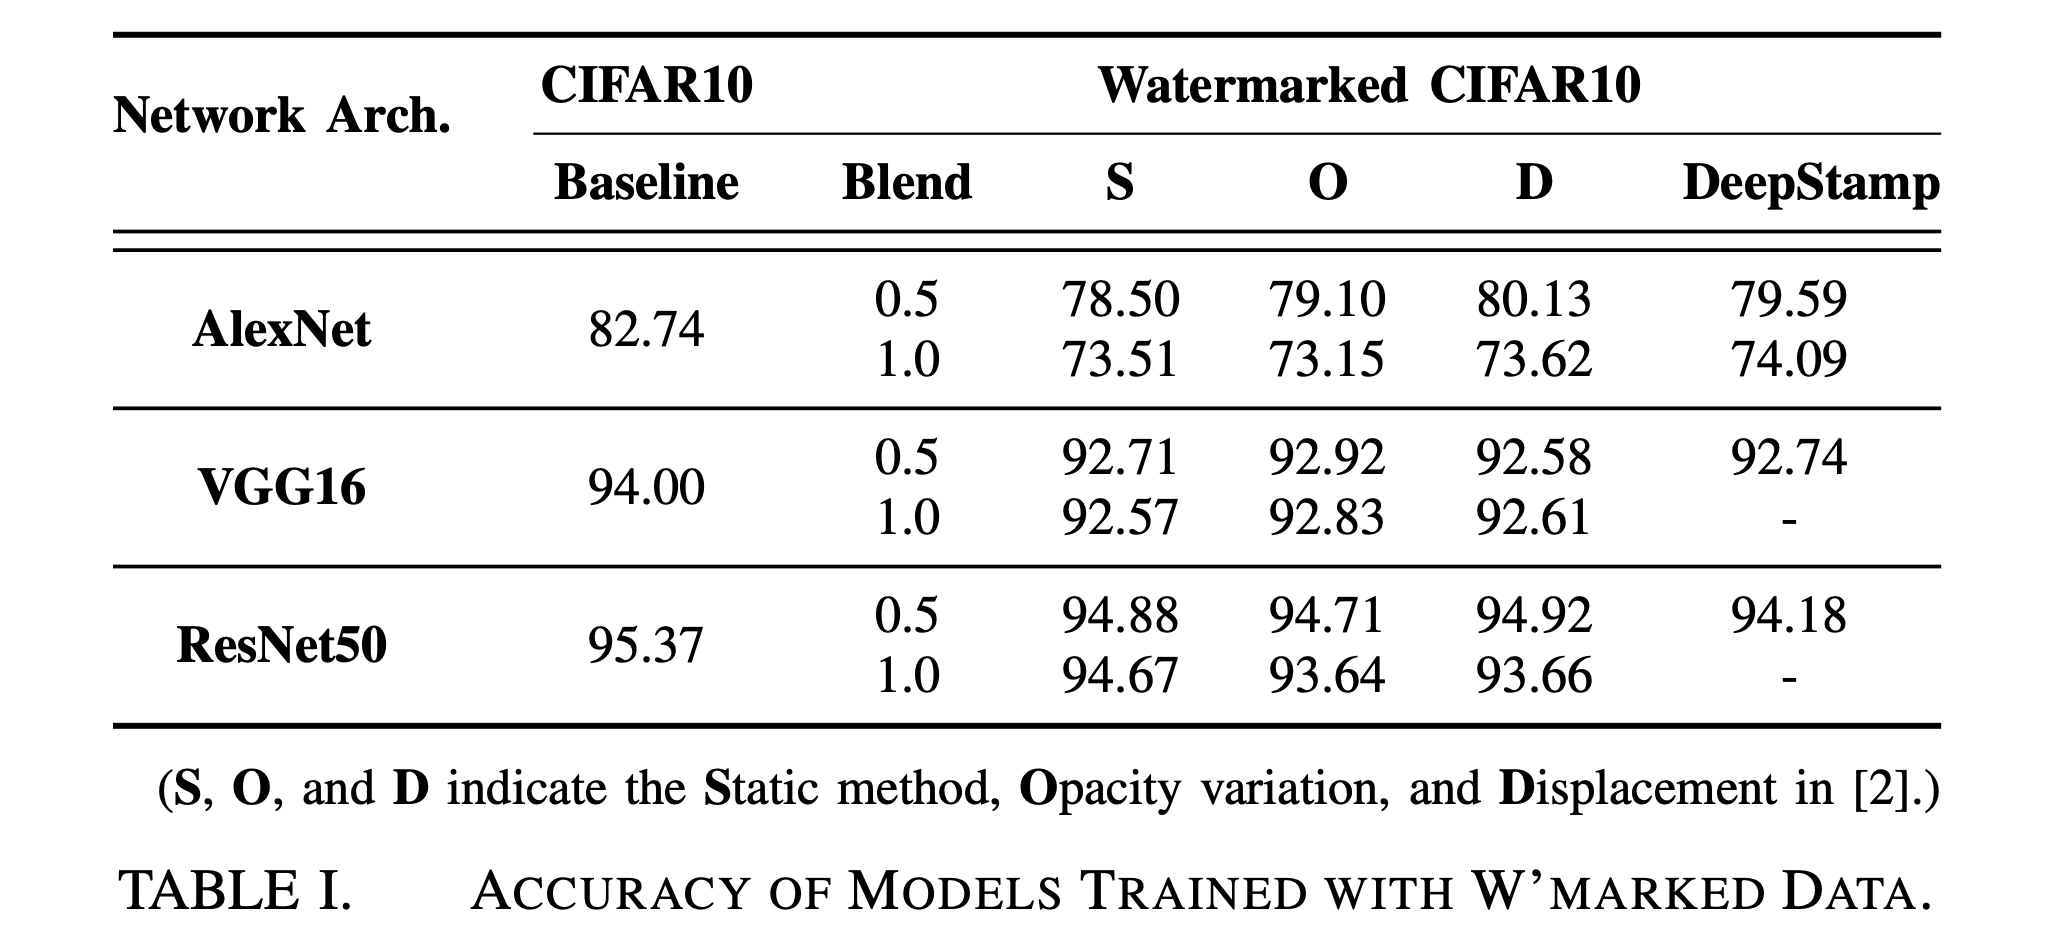 CIFAR10 Watermarked CIFAR10
Network Arch.
Baseline Blend S O D DeepStamp
0.5 78.50 79.10 80.13 79.59
AlexNet 82.74
1.0 73.51 73.15 73.62 74.09
0.5 92.71 92.92 92.58 92.74
VGG16 94.00
1.0 92.57 92.83 92.61 -
0.5 94.88 94.71 94.92 94.18
ResNet50 95.37
1.0 94.67 93.64 93.66 -
(S, O, and D indicate the Static method, Opacity variation, and Displacement in [2].)
TABLE I. ACCURACY OF MODELS TRAINED WITH W'MARKED DATA.